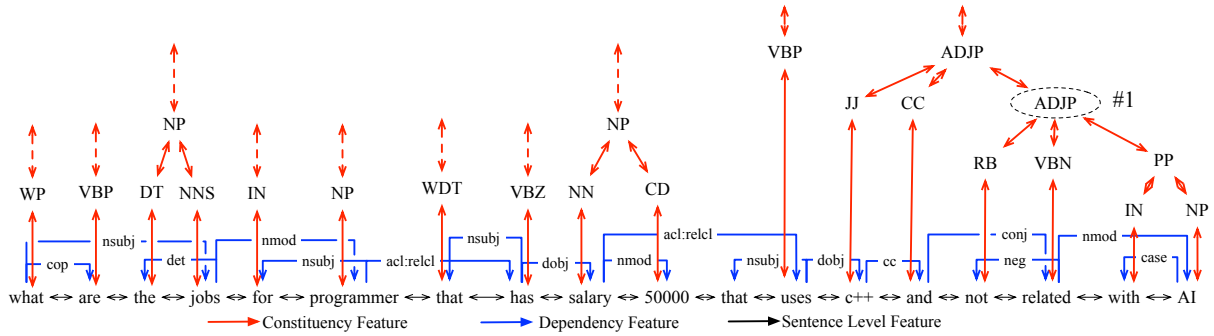 VBP ADJP
JJ CC ADJP #1
NP NP
RB VBN PP
WP VBP DT NNS IN NP WDT VBZ NN CD IN NP
nsubj nmod nsubj acl:relcl conj nmod
cop det nsubj acl:relcl dobj nmod nsubj dobj cc neg case
what are the jobs for programmer that has salary 50000 that uses c++ and not related with AI
Constituency Feature Dependency Feature Sentence Level Feature